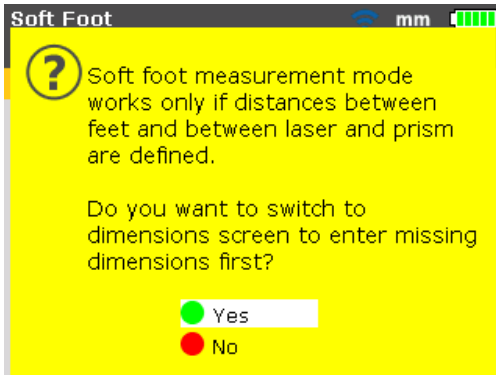 Soft Foot mm
?
Soft foot measurement mode
works only if distances between
feet and between laser and prism
are defined.
Do you want to switch to
dimensions screen to enter missing
dimensions first?
Yes
No